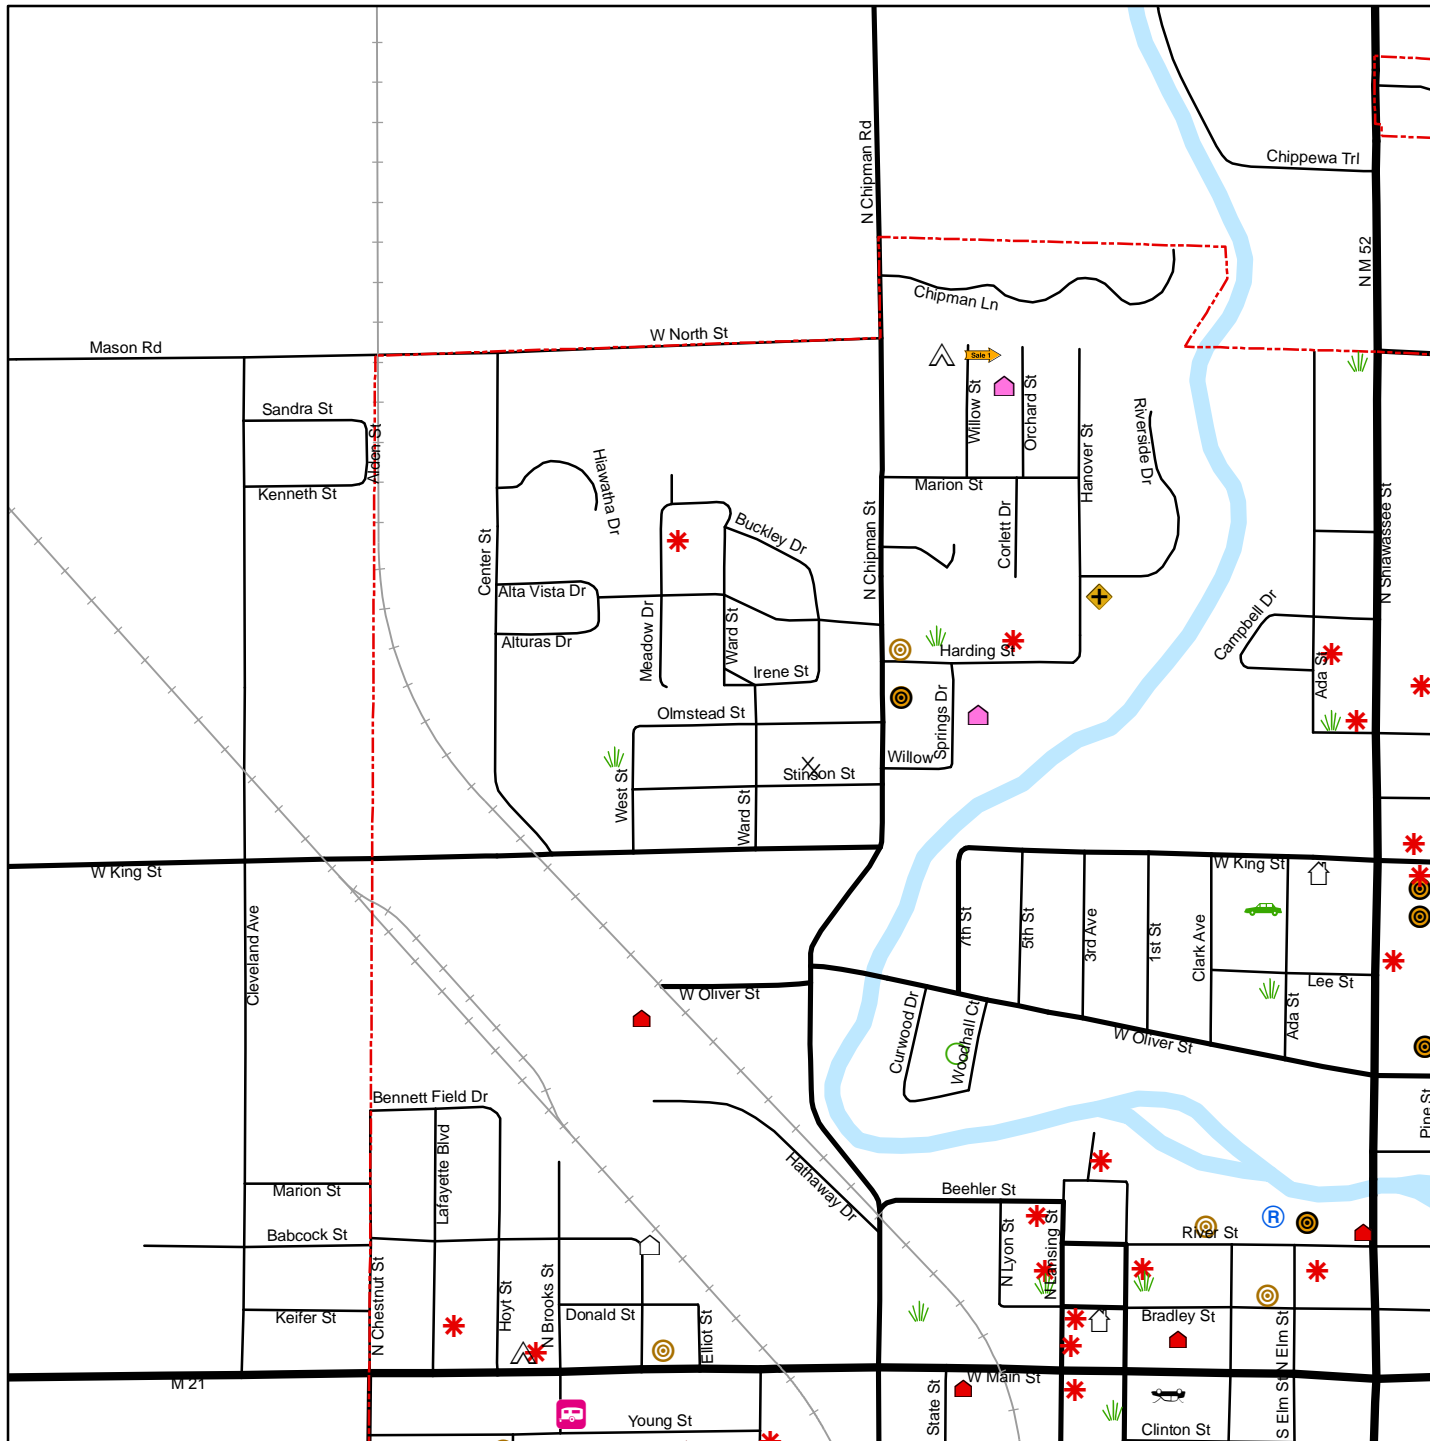 N Chipman Rd
Chippewa Trl
N M 52
Chipman Ln
W North St
Mason Rd
Sale 1
Sandra St
Alden St
Kenneth St
Hiawatha Dr
Willow St
Orchard St
Hanover St
Riverside Dr
Marion St
N Shiawassee St
Buckley Dr
Center St
N Chipman St
Corlett Dr
Alta Vista Dr
Alturas Dr
Meadow Dr
Ward St
Irene St
Harding St
Campbell Dr
Ada St
Olmstead St
Springs Dr
Willow
Stinson St
West St
Ward St
W King St
W King St
Cleveland Ave
7th St
5th St
3rd Ave
1st St
Clark Ave
Lee St
Ada St
W Oliver St
Curwood Dr
Woodhall Ct
W Oliver St
Bennett Field Dr
Pine St
Lafayette Blvd
Hathaway Dr
Marion St
Beehler St
Babcock St
N Lyon St
N Lansing St
R
River St
N Chestnut St
Hoyt St
N Brooks St
Keifer St
Donald St
Elliot St
Bradley St
N Elm St
M 21
W Main St
State St
S Elm St
Young St
Clinton St